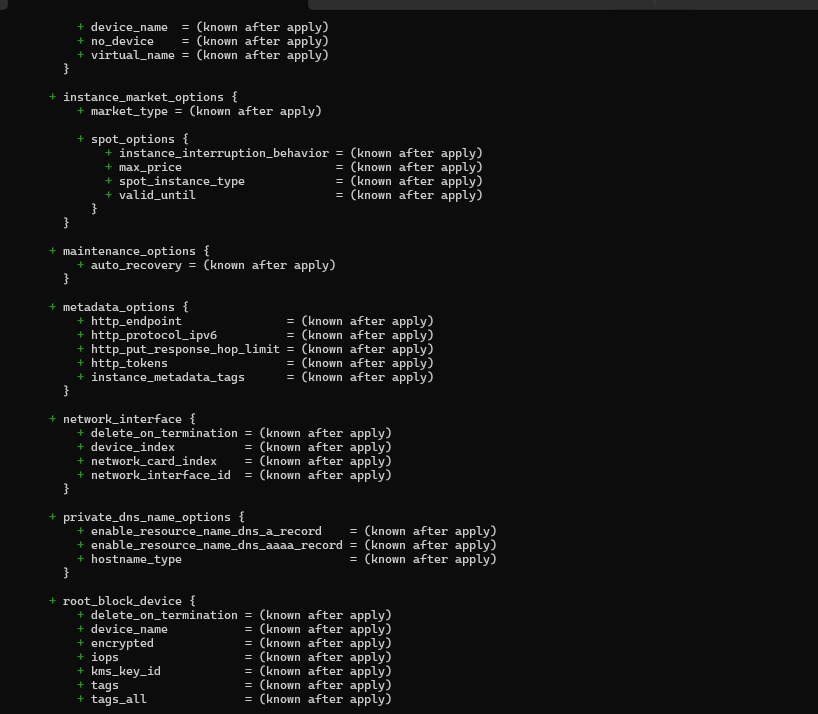 + device_name  = (known after apply)
+ no_device    = (known after apply)
+ virtual_name = (known after apply)
}
+ instance_market_options {
+ market_type = (known after apply)
+ spot_options {
+ instance_interruption_behavior = (known after apply)
+ max_price                      = (known after apply)
+ spot_instance_type             = (known after apply)
+ valid_until                    = (known after apply)
}
}
+ maintenance_options {
+ auto_recovery = (known after apply)
}
+ metadata_options {
+ http_endpoint               = (known after apply)
+ http_protocol_ipv6          = (known after apply)
+ http_put_response_hop_limit = (known after apply)
+ http_tokens                 = (known after apply)
+ instance_metadata_tags      = (known after apply)
}
+ network_interface {
+ delete_on_termination = (known after apply)
+ device_index          = (known after apply)
+ network_card_index    = (known after apply)
+ network_interface_id  = (known after apply)
}
+ private_dns_name_options {
+ enable_resource_name_dns_a_record    = (known after apply)
+ enable_resource_name_dns_aaaa_record = (known after apply)
+ hostname_type                        = (known after apply)
}
+ root_block_device {
+ delete_on_termination = (known after apply)
+ device_name           = (known after apply)
+ encrypted             = (known after apply)
+ iops                  = (known after apply)
+ kms_key_id            = (known after apply)
+ tags                  = (known after apply)
+ tags_all              = (known after apply)